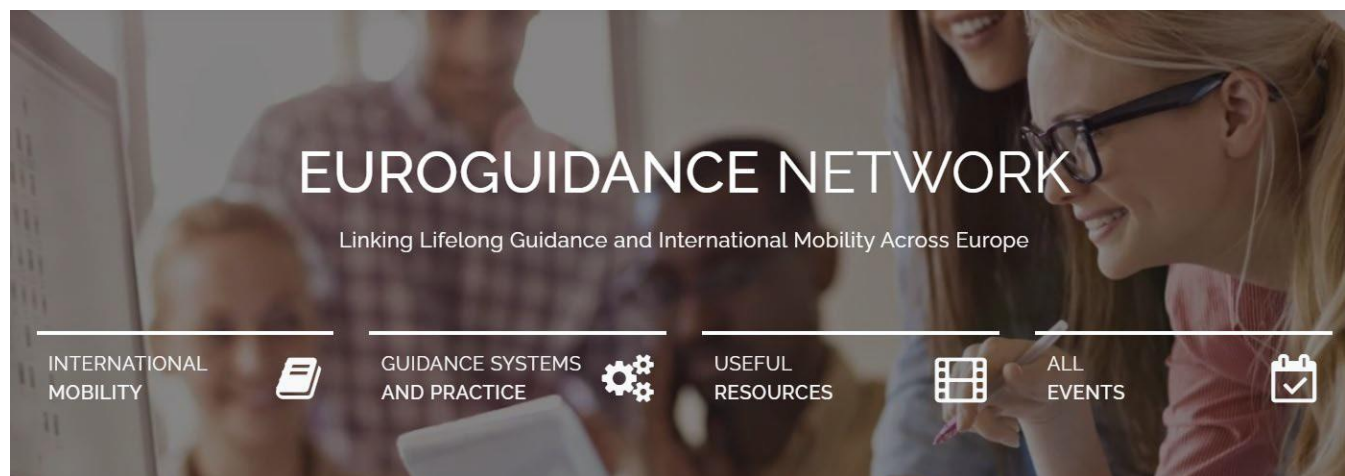 EUROGUIDANCE NETWORK
Linking Lifelong Guidance and International Mobility Across Europe
INTERNATIONAL
MOBILITY
GUIDANCE SYSTEMS
AND PRACTICE
USEFUL
RESOURCES
ALL
EVENTS